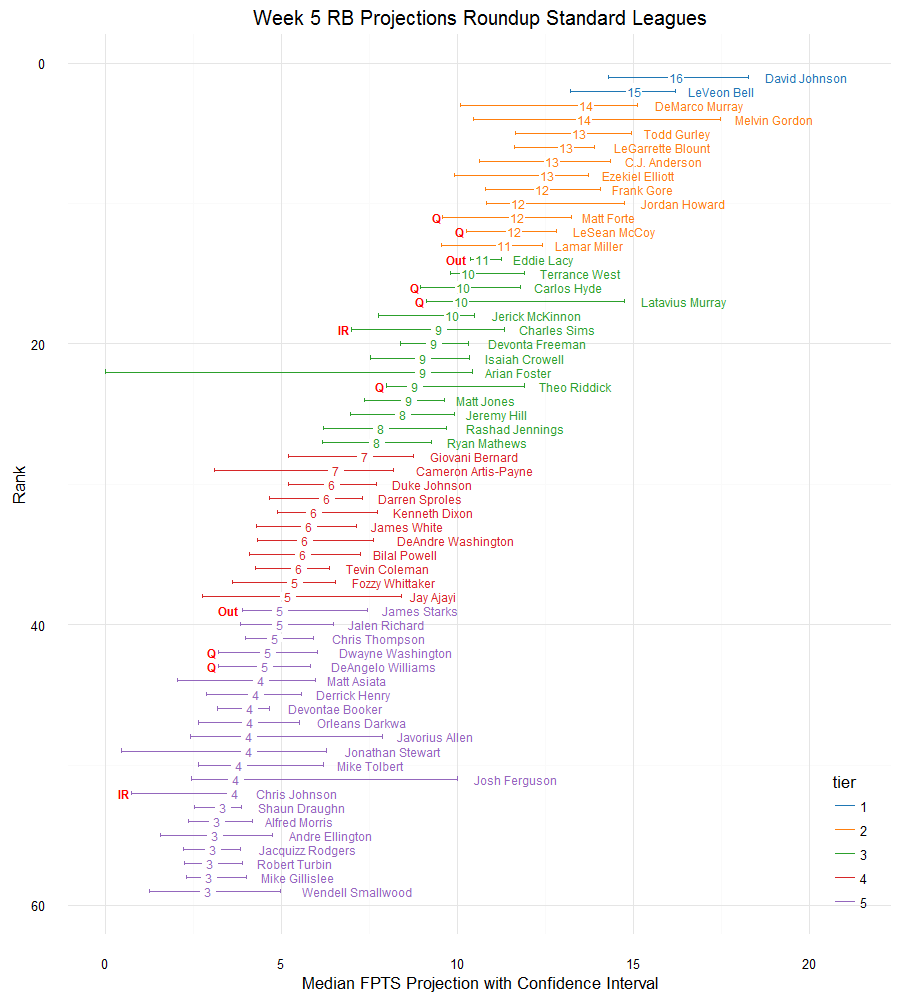 Week 5 RB Projections Roundup Standard Leagues
0
16 David Johnson
15 LeVeon Bell
14 DeMarco Murray
14 Melvin Gordon
13 Todd Gurley
13 LeGarrette Blount
13 C.J. Anderson
13 Ezekiel Elliott
12 Frank Gore
12 Jordan Howard
Q 12 Matt Forte
Q 12 LeSean McCoy
11 Lamar Miller
Out 11 Eddie Lacy
10 Terrance West
Q 10 Carlos Hyde
Q 10 Latavius Murray
10 Jerick McKinnon
IR 9 Charles Sims
20 9 Devonta Freeman
9 Isaiah Crowell
9 Arian Foster
Q 9 Theo Riddick
9 Matt Jones
8 Jeremy Hill
8 Rashad Jennings
8 Ryan Mathews
7 Giovani Bernard
7 Cameron Artis-Payne
6 Duke Johnson
6 Darren Sproles
Rank
6 Kenneth Dixon
6 James White
6 DeAndre Washington
6 Bilal Powell
6 Tevin Coleman
5 Fozzy Whittaker
5 Jay Ajayi
Out 5 James Starks
40 5 Jalen Richard
5 Chris Thompson
Q 5 Dwayne Washington
Q 5 DeAngelo Williams
4 Matt Asiata
4 Derrick Henry
4 Devontae Booker
4 Orleans Darkwa
4 Javorius Allen
4 Jonathan Stewart
4 Mike Tolbert
4 Josh Ferguson
IR 4 Chris Johnson
3 Shaun Draughn
3 Alfred Morris
3 Andre Ellington
3 Jacquizz Rodgers
3 Robert Turbin
3 Mike Gillislee
3 Wendell Smallwood
60
tier
1
2
3
4
5
0 5 10 15 20
Median FPTS Projection with Confidence Interval